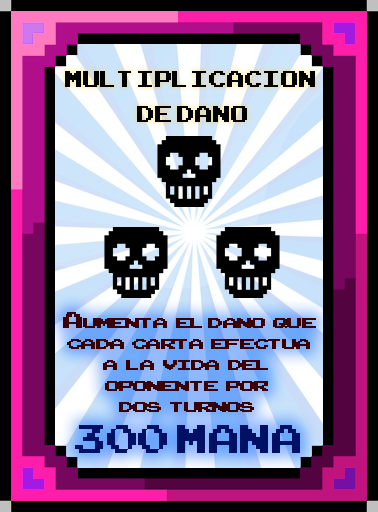 MULTIPLICACION
DE DANO
AUMENTA EL DANO QUE
CADA CARTA EFECTUA
A LA VIDA DEL
OPONENTE POR
DOS TURNOS
300 MANA